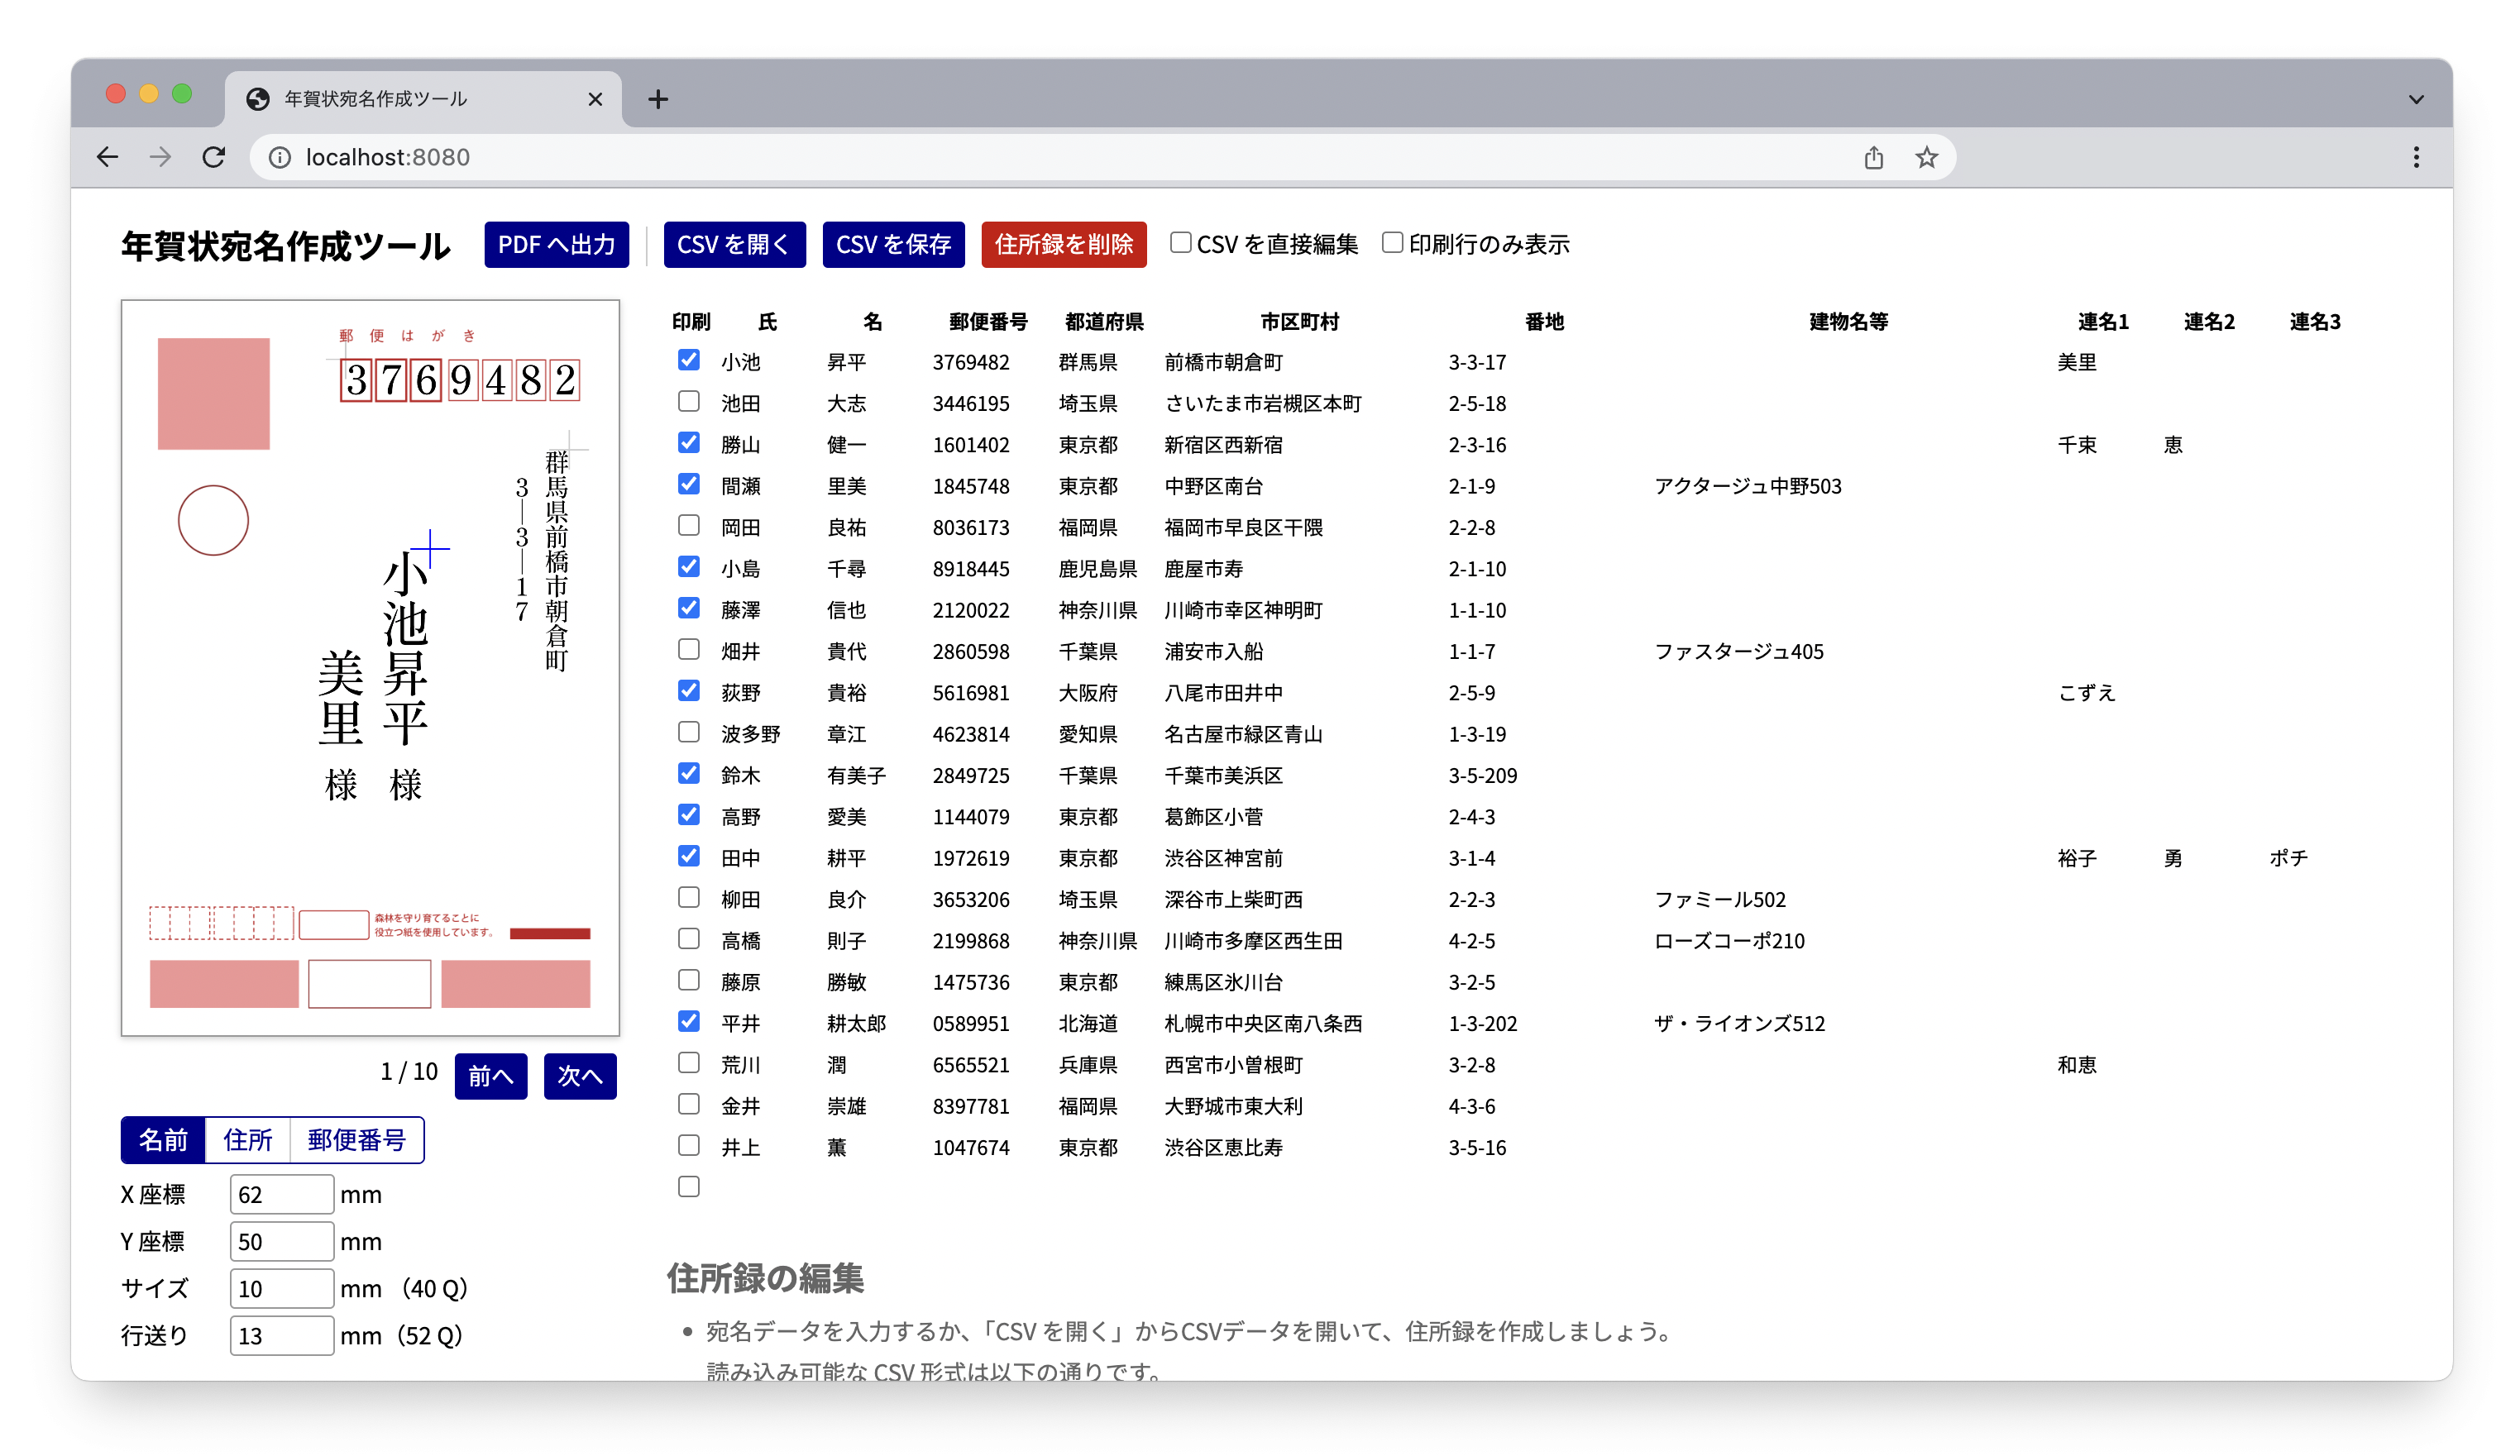 年賀状宛名作成ツール
localhost:8080
年賀状宛名作成ツール PDF へ出力 CSV を開く CSV を保存 住所録を削除 CSV を直接編集 印刷行のみ表示
郵便はがき
3769482
群馬県前橋市朝倉町
3―3―17
小池昇平 様
美里 様
森林を守り育てることに
役立つ紙を使用しています。
1 / 10 前へ 次へ
名前 住所 郵便番号
X 座標 62 mm
Y 座標 50 mm
サイズ 10 mm （40 Q）
行送り 13 mm （52 Q）
印刷 氏 名 郵便番号 都道府県 市区町村 番地 建物名等 連名1 連名2 連名3
小池 昇平 3769482 群馬県 前橋市朝倉町 3-3-17 美里
池田 大志 3446195 埼玉県 さいたま市岩槻区本町 2-5-18
勝山 健一 1601402 東京都 新宿区西新宿 2-3-16 千束 恵
間瀬 里美 1845748 東京都 中野区南台 2-1-9 アクタージュ中野503
岡田 良祐 8036173 福岡県 福岡市早良区干隈 2-2-8
小島 千尋 8918445 鹿児島県 鹿屋市寿 2-1-10
藤澤 信也 2120022 神奈川県 川崎市幸区神明町 1-1-10
畑井 貴代 2860598 千葉県 浦安市入船 1-1-7 ファスタージュ405
荻野 貴裕 5616981 大阪府 八尾市田井中 2-5-9 こずえ
波多野 章江 4623814 愛知県 名古屋市緑区青山 1-3-19
鈴木 有美子 2849725 千葉県 千葉市美浜区 3-5-209
高野 愛美 1144079 東京都 葛飾区小菅 2-4-3
田中 耕平 1972619 東京都 渋谷区神宮前 3-1-4 裕子 勇 ポチ
柳田 良介 3653206 埼玉県 深谷市上柴町西 2-2-3 ファミール502
高橋 則子 2199868 神奈川県 川崎市多摩区西生田 4-2-5 ローズコーポ210
藤原 勝敏 1475736 東京都 練馬区氷川台 3-2-5
平井 耕太郎 0589951 北海道 札幌市中央区南八条西 1-3-202 ザ・ライオンズ512
荒川 潤 6565521 兵庫県 西宮市小曽根町 3-2-8 和恵
金井 崇雄 8397781 福岡県 大野城市東大利 4-3-6
井上 薫 1047674 東京都 渋谷区恵比寿 3-5-16
住所録の編集
宛名データを入力するか、「CSV を開く」からCSVデータを開いて、住所録を作成しましょう。
読み込み可能な CSV 形式は以下の通りです。